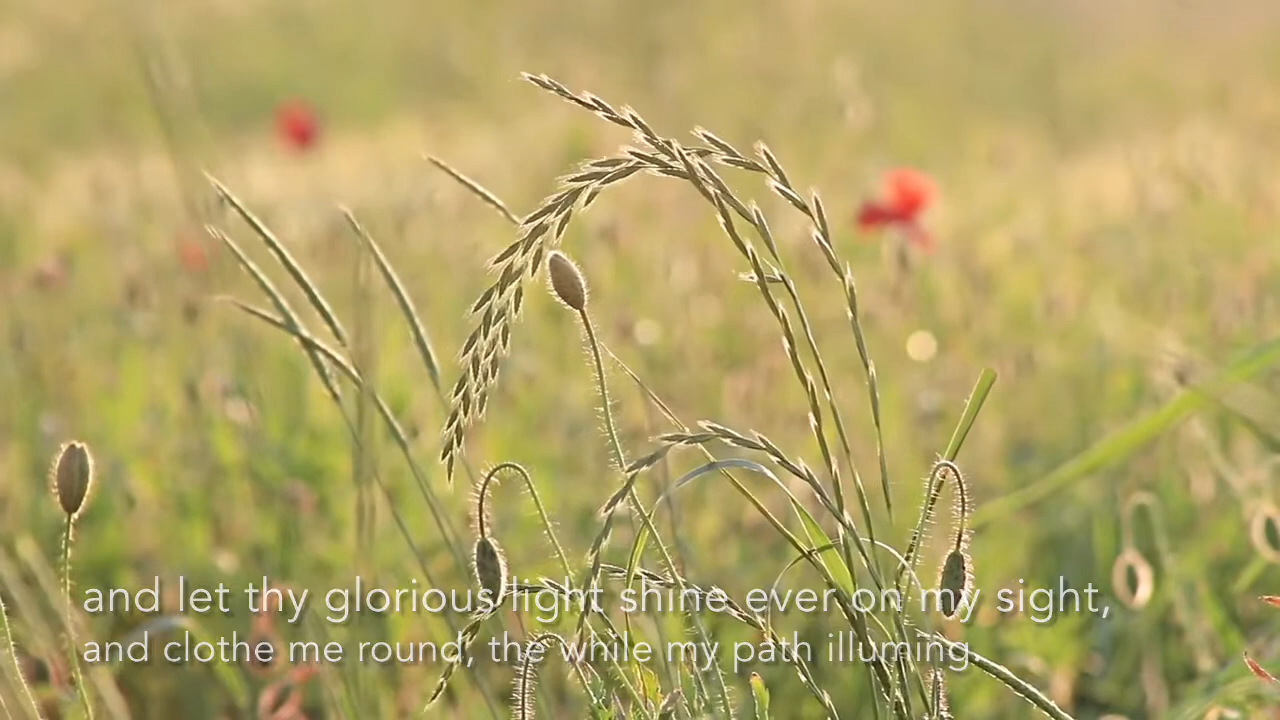 and let thy glorious light shine ever on my sight,
and clothe me round, the while my path illuming